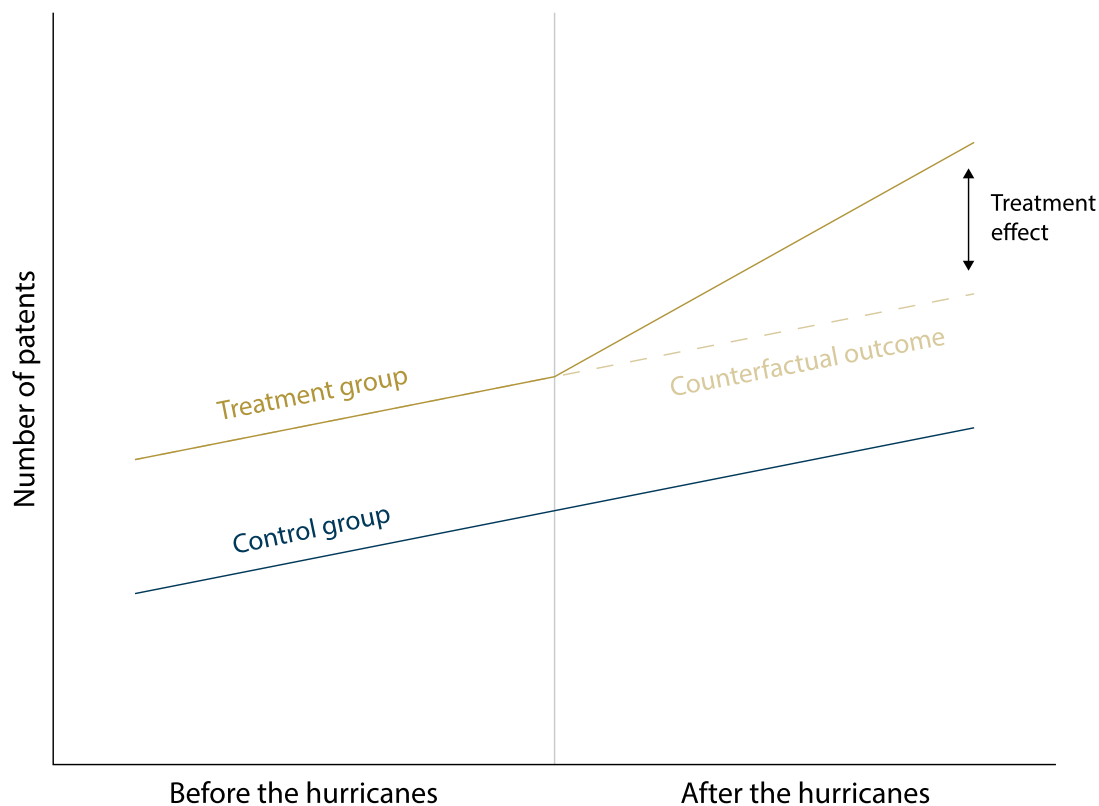 Number of patents
Treatment group
Control group
Counterfactual outcome
Treatment
effect
Before the hurricanes
After the hurricanes